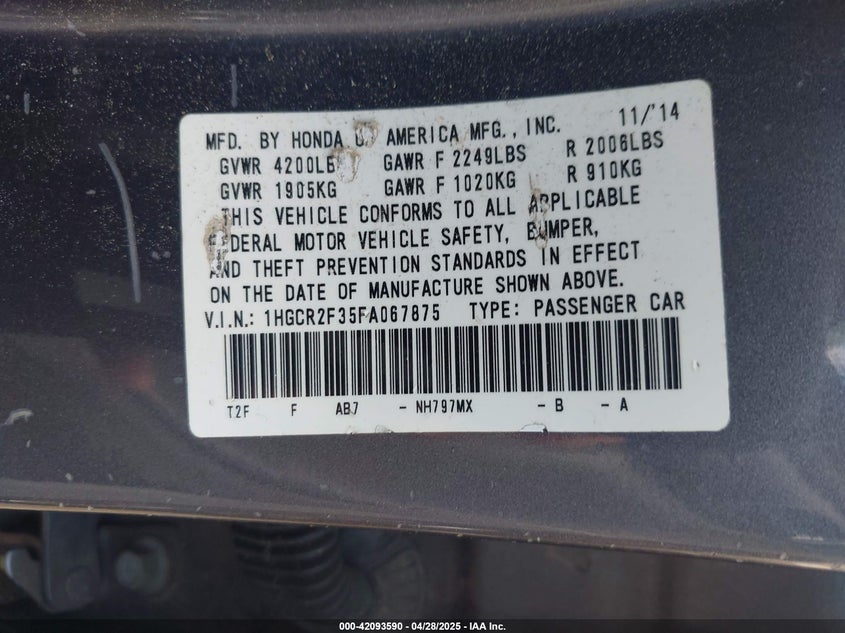 MFD. BY HONDA OF AMERICA MFG., INC. 11/'14
GVWR 4200LBS GAWR F 2249LBS R 2006LBS
GVWR 1905KG GAWR F 1020KG R 910KG
THIS VEHICLE CONFORMS TO ALL APPLICABLE
FEDERAL MOTOR VEHICLE SAFETY, BUMPER,
AND THEFT PREVENTION STANDARDS IN EFFECT
ON THE DATE OF MANUFACTURE SHOWN ABOVE.
V.I.N.: 1HGCR2F35FA067875 TYPE: PASSENGER CAR
T2F F AB7 - NH797MX - B - A
000-42093590 | 04/28/2025 - IAA Inc.